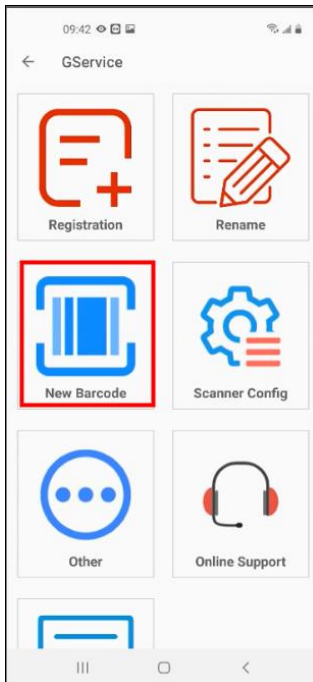 09:42
GService
Registration
Rename
New Barcode
Scanner Config
Other
Online Support